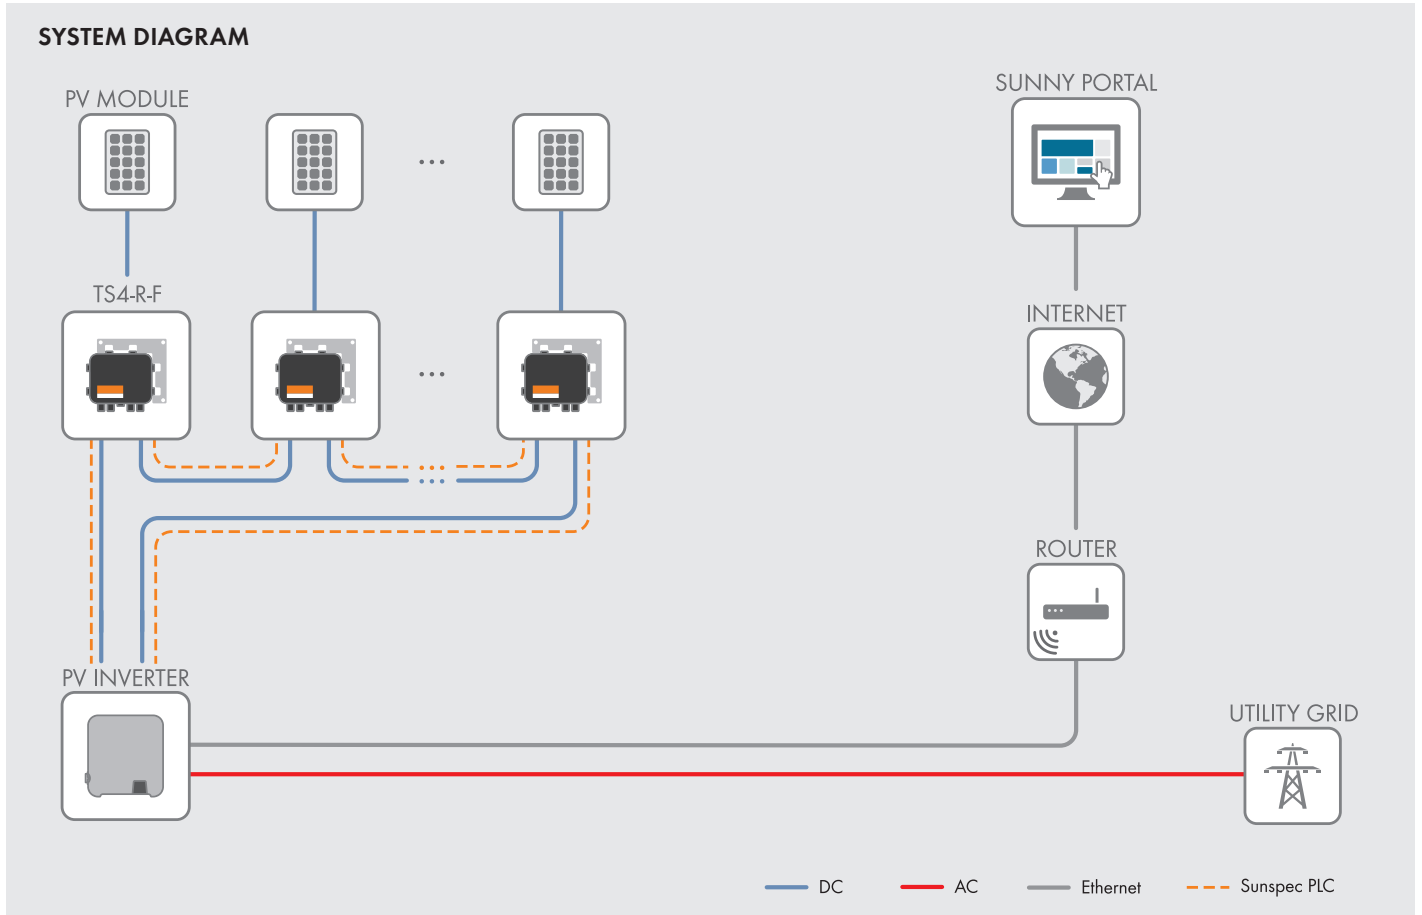 SYSTEM DIAGRAM
PV MODULE
SUNNY PORTAL
TS4-R-F
INTERNET
ROUTER
PV INVERTER
UTILITY GRID
DC
AC
Ethernet
Sunspec PLC